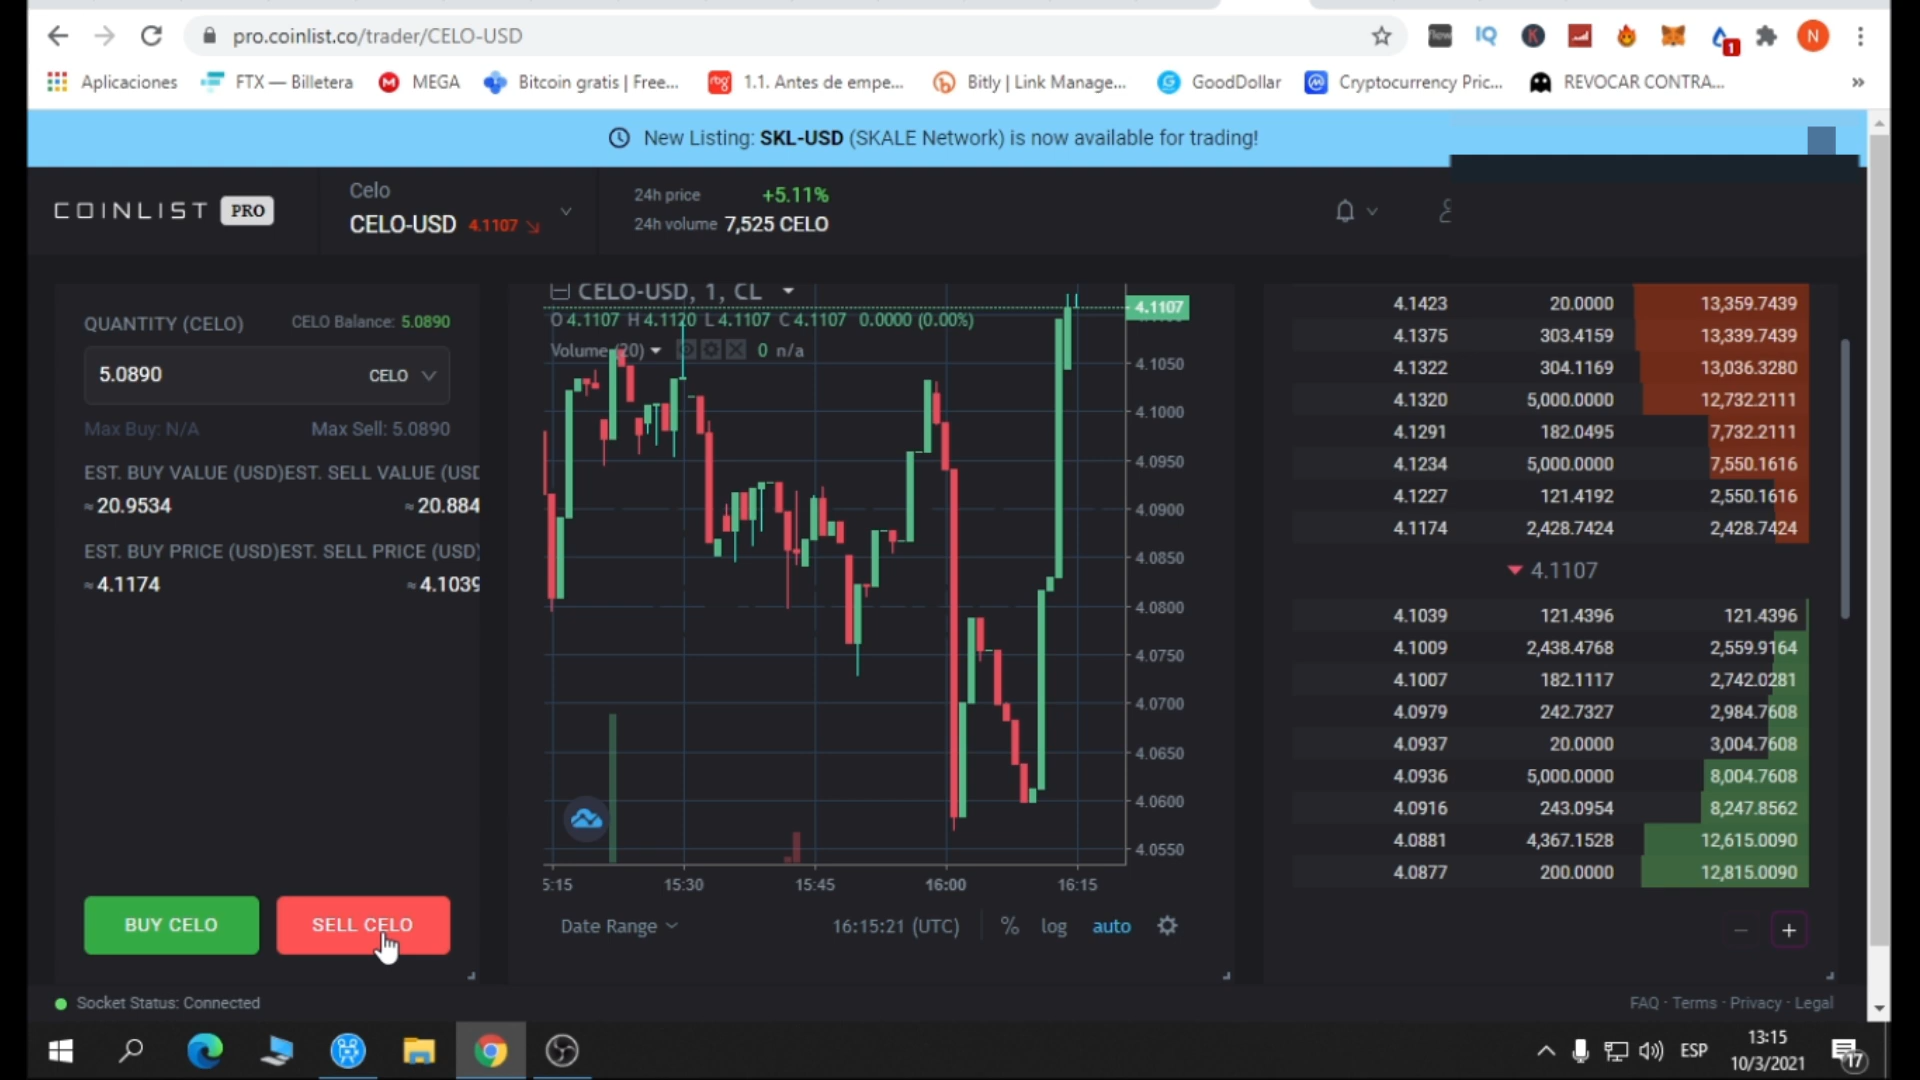 pro.coinlist.co/trader/CELO-USD
flow
IQ
K
1
N
Aplicaciones
FTX — Billetera
MEGA
Bitcoin gratis | Free...
rbg
1.1. Antes de empe...
Bitly | Link Manage...
GoodDollar
Cryptocurrency Pric...
REVOCAR CONTRA...
»
New Listing: SKL-USD (SKALE Network) is now available for trading!
COINLIST PRO
Celo
CELO-USD 4.1107
24h price +5.11%
24h volume 7,525 CELO
QUANTITY (CELO) CELO Balance: 5.0890
5.0890 CELO
Max Buy: N/A Max Sell: 5.0890
EST. BUY VALUE (USD)EST. SELL VALUE (USD
≈20.9534 ≈20.884
EST. BUY PRICE (USD)EST. SELL PRICE (USD)
≈4.1174 ≈4.1039
BUY CELO
SELL CELO
CELO-USD, 1, CL
O 4.1107 H 4.1120 L 4.1107 C 4.1107 0.0000 (0.00%)
Volume (20) 0 n/a
4.1107
4.1050
4.1000
4.0950
4.0900
4.0850
4.0800
4.0750
4.0700
4.0650
4.0600
4.0550
5:15 15:30 15:45 16:00 16:15
Date Range 16:15:21 (UTC) % log auto
4.1423 20.0000 13,359.7439
4.1375 303.4159 13,339.7439
4.1322 304.1169 13,036.3280
4.1320 5,000.0000 12,732.2111
4.1291 182.0495 7,732.2111
4.1234 5,000.0000 7,550.1616
4.1227 121.4192 2,550.1616
4.1174 2,428.7424 2,428.7424
4.1107
4.1039 121.4396 121.4396
4.1009 2,438.4768 2,559.9164
4.1007 182.1117 2,742.0281
4.0979 242.7327 2,984.7608
4.0937 20.0000 3,004.7608
4.0936 5,000.0000 8,004.7608
4.0916 243.0954 8,247.8562
4.0881 4,367.1528 12,615.0090
4.0877 200.0000 12,815.0090
− +
Socket Status: Connected
FAQ · Terms · Privacy · Legal
ESP
13:15
10/3/2021
17